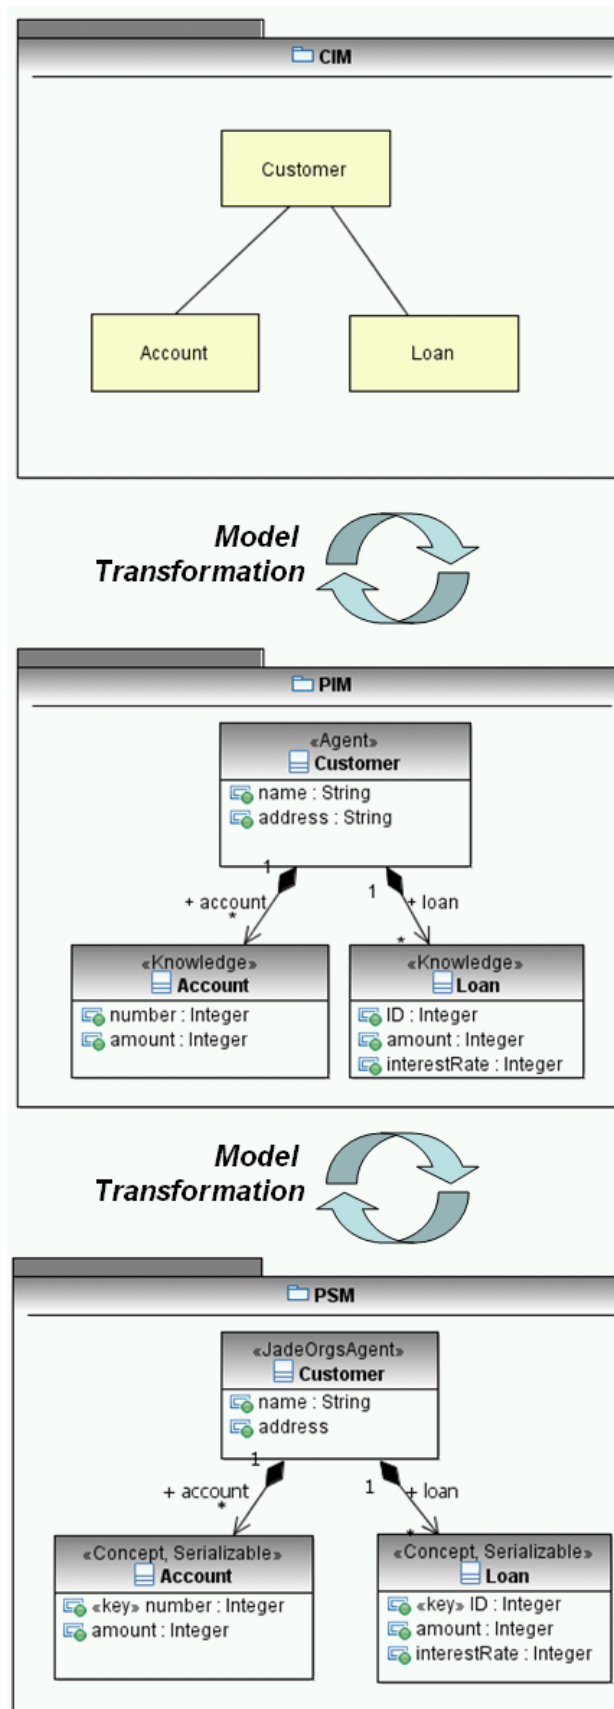 CIM
Customer
Account
Loan
Model
Transformation
PIM
«Agent»
Customer
name : String
address : String
1
1
+ account
+ loan
*
*
«Knowledge»
Account
number : Integer
amount : Integer
«Knowledge»
Loan
ID : Integer
amount : Integer
interestRate : Integer
Model
Transformation
PSM
«JadeOrgsAgent»
Customer
name : String
address
1
1
+ account
+ loan
*
*
«Concept, Serializable»
Account
«key» number : Integer
amount : Integer
«Concept, Serializable»
Loan
«key» ID : Integer
amount : Integer
interestRate : Integer